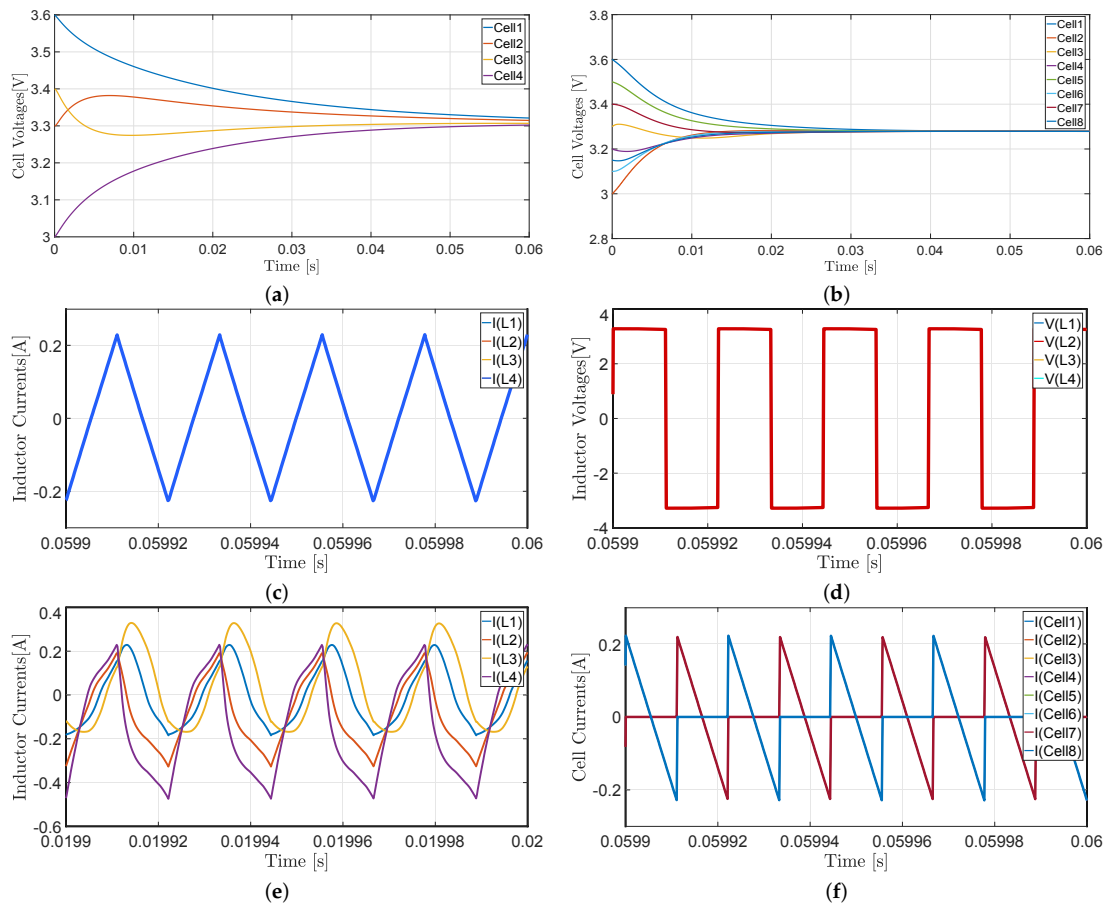 3.6
3.5
3.4
3.3
3.2
3.1
3
Cell Voltages[V]
0
0.01
0.02
0.03
0.04
0.05
0.06
Time [s]
Cell1
Cell2
Cell3
Cell4
(a)
3.8
3.6
3.4
3.2
3
2.8
Cell Voltages [V]
0
0.01
0.02
0.03
0.04
0.05
0.06
Time [s]
Cell1
Cell2
Cell3
Cell4
Cell5
Cell6
Cell7
Cell8
(b)
0.2
0
-0.2
Inductor Currents[A]
0.0599
0.05992
0.05994
0.05996
0.05998
0.06
Time [s]
I(L1)
I(L2)
I(L3)
I(L4)
(c)
4
2
0
-2
-4
Inductor Voltages[V]
0.0599
0.05992
0.05994
0.05996
0.05998
0.06
Time [s]
V(L1)
V(L2)
V(L3)
V(L4)
(d)
0.4
0.2
0
-0.2
-0.4
-0.6
Inductor Currents[A]
0.0199
0.01992
0.01994
0.01996
0.01998
0.02
Time [s]
I(L1)
I(L2)
I(L3)
I(L4)
(e)
0.2
0
-0.2
Cell Currents[A]
0.0599
0.05992
0.05994
0.05996
0.05998
0.06
Time [s]
I(Cell1)
I(Cell2)
I(Cell3)
I(Cell4)
I(Cell5)
I(Cell6)
I(Cell7)
I(Cell8)
(f)